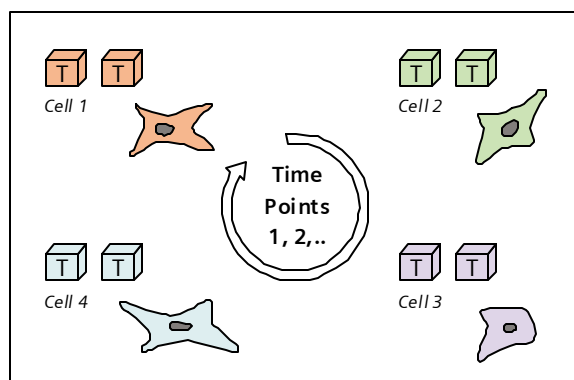 T T
Cell 1
T T
Cell 2
Time
Points
1, 2,..
T T
Cell 4
T T
Cell 3